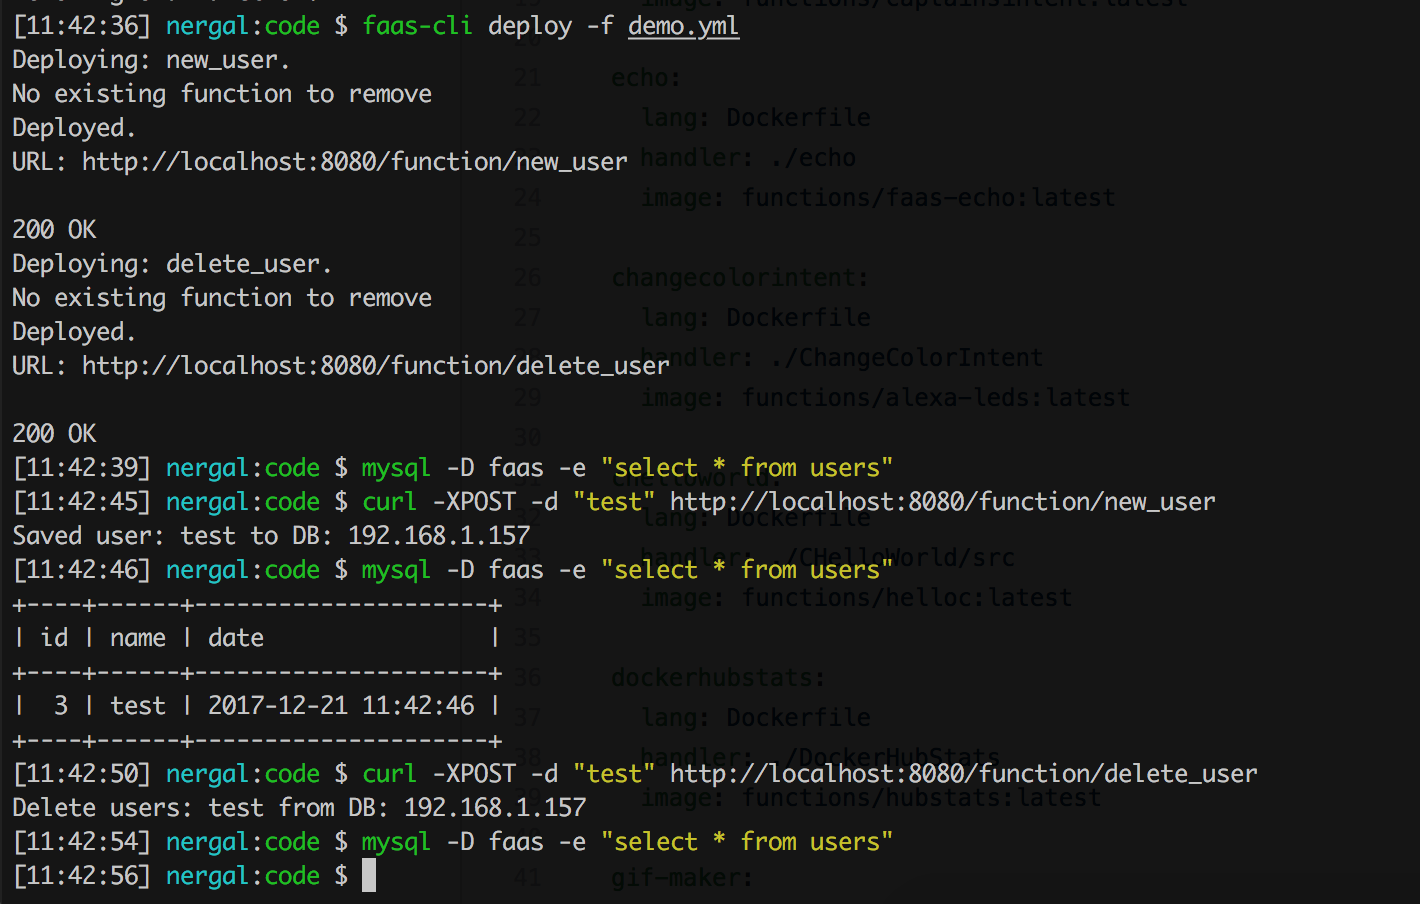 [11:42:36] nergal:code $ faas-cli deploy -f demo.yml
Deploying: new_user.
No existing function to remove
Deployed.
URL: http://localhost:8080/function/new_user
200 OK
Deploying: delete_user.
No existing function to remove
Deployed.
URL: http://localhost:8080/function/delete_user
200 OK
[11:42:39] nergal:code $ mysql -D faas -e "select * from users"
[11:42:45] nergal:code $ curl -XPOST -d "test" http://localhost:8080/function/new_user
Saved user: test to DB: 192.168.1.157
[11:42:46] nergal:code $ mysql -D faas -e "select * from users"
+----+------+---------------------+
| id | name | date                |
+----+------+---------------------+
|  3 | test | 2017-12-21 11:42:46 |
+----+------+---------------------+
[11:42:50] nergal:code $ curl -XPOST -d "test" http://localhost:8080/function/delete_user
Delete users: test from DB: 192.168.1.157
[11:42:54] nergal:code $ mysql -D faas -e "select * from users"
[11:42:56] nergal:code $
21 echo:
22 lang: Dockerfile
handler: ./echo
24 image: functions/faas-echo:latest
25
26 changecolorintent:
27 lang: Dockerfile
handler: ./ChangeColorIntent
29 image: functions/alexa-leds:latest
30
lang: Dockerfile
handler: ./CHelloWorld/src
34 image: functions/helloc:latest
35
36 dockerhubstats:
37 lang: Dockerfile
38 handler: ./DockerHubStats
39 image: functions/hubstats:latest
41 gif-maker: